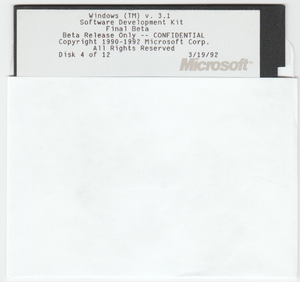 Windows (TM) v. 3.1
Software Development Kit
Final Beta
Beta Release Only -- CONFIDENTIAL
Copyright 1990-1992 Microsoft Corp.
All Rights Reserved
Disk 4 of 12 3/19/92
Microsoft